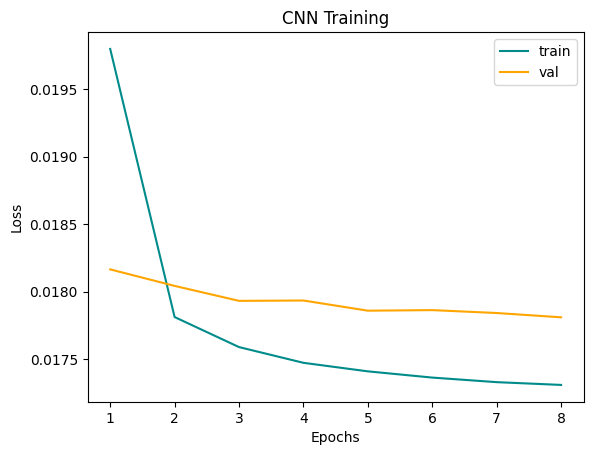 CNN Training
train
val
0.0195
0.0190
0.0185
0.0180
0.0175
Loss
1 2 3 4 5 6 7 8
Epochs